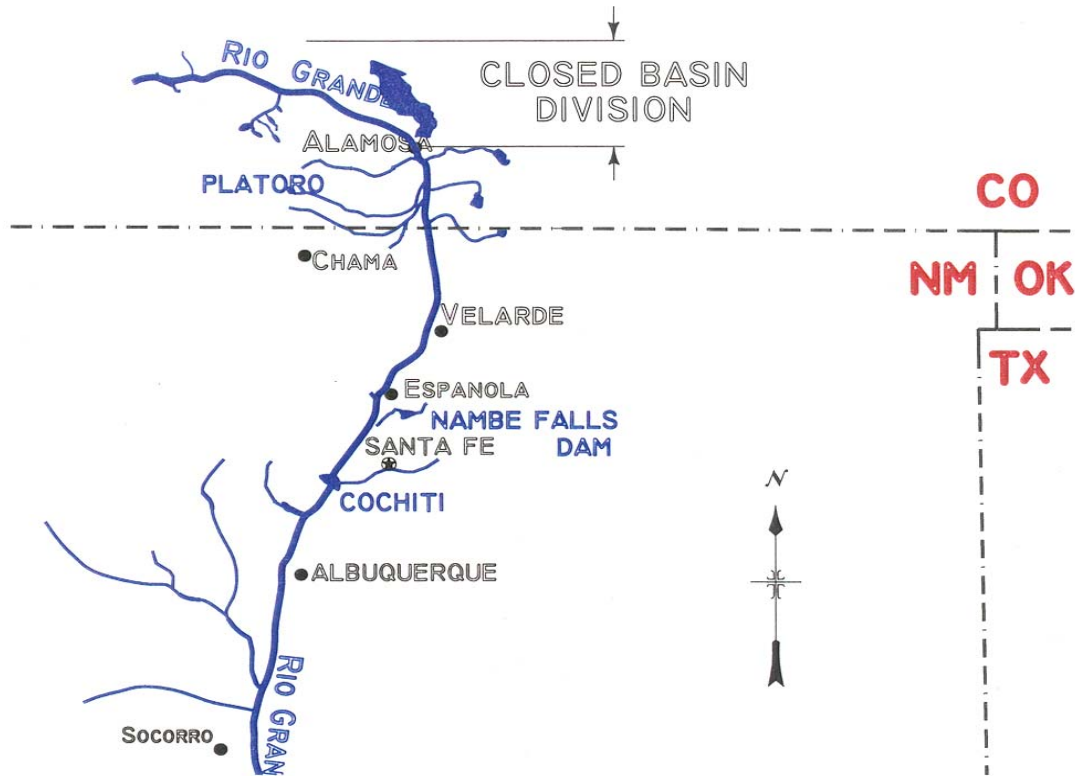 RIO GRANDE
CLOSED BASIN
DIVISION
ALAMOSA
PLATORO
CO
CHAMA
NM
OK
VELARDE
TX
ESPANOLA
NAMBE FALLS
DAM
SANTA FE
N
COCHITI
ALBUQUERQUE
RIO GRAN
SOCORRO